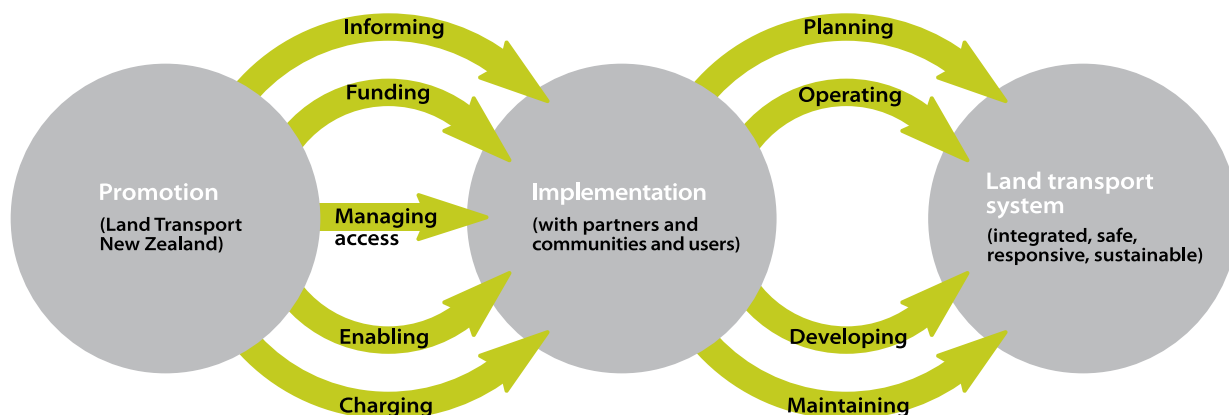 Informing
Funding
Promotion
(Land Transport
New Zealand)
Managing
access
Enabling
Charging
Implementation
(with partners and
communities and users)
Planning
Operating
Developing
Maintaining
Land transport
system
(integrated, safe,
responsive, sustainable)